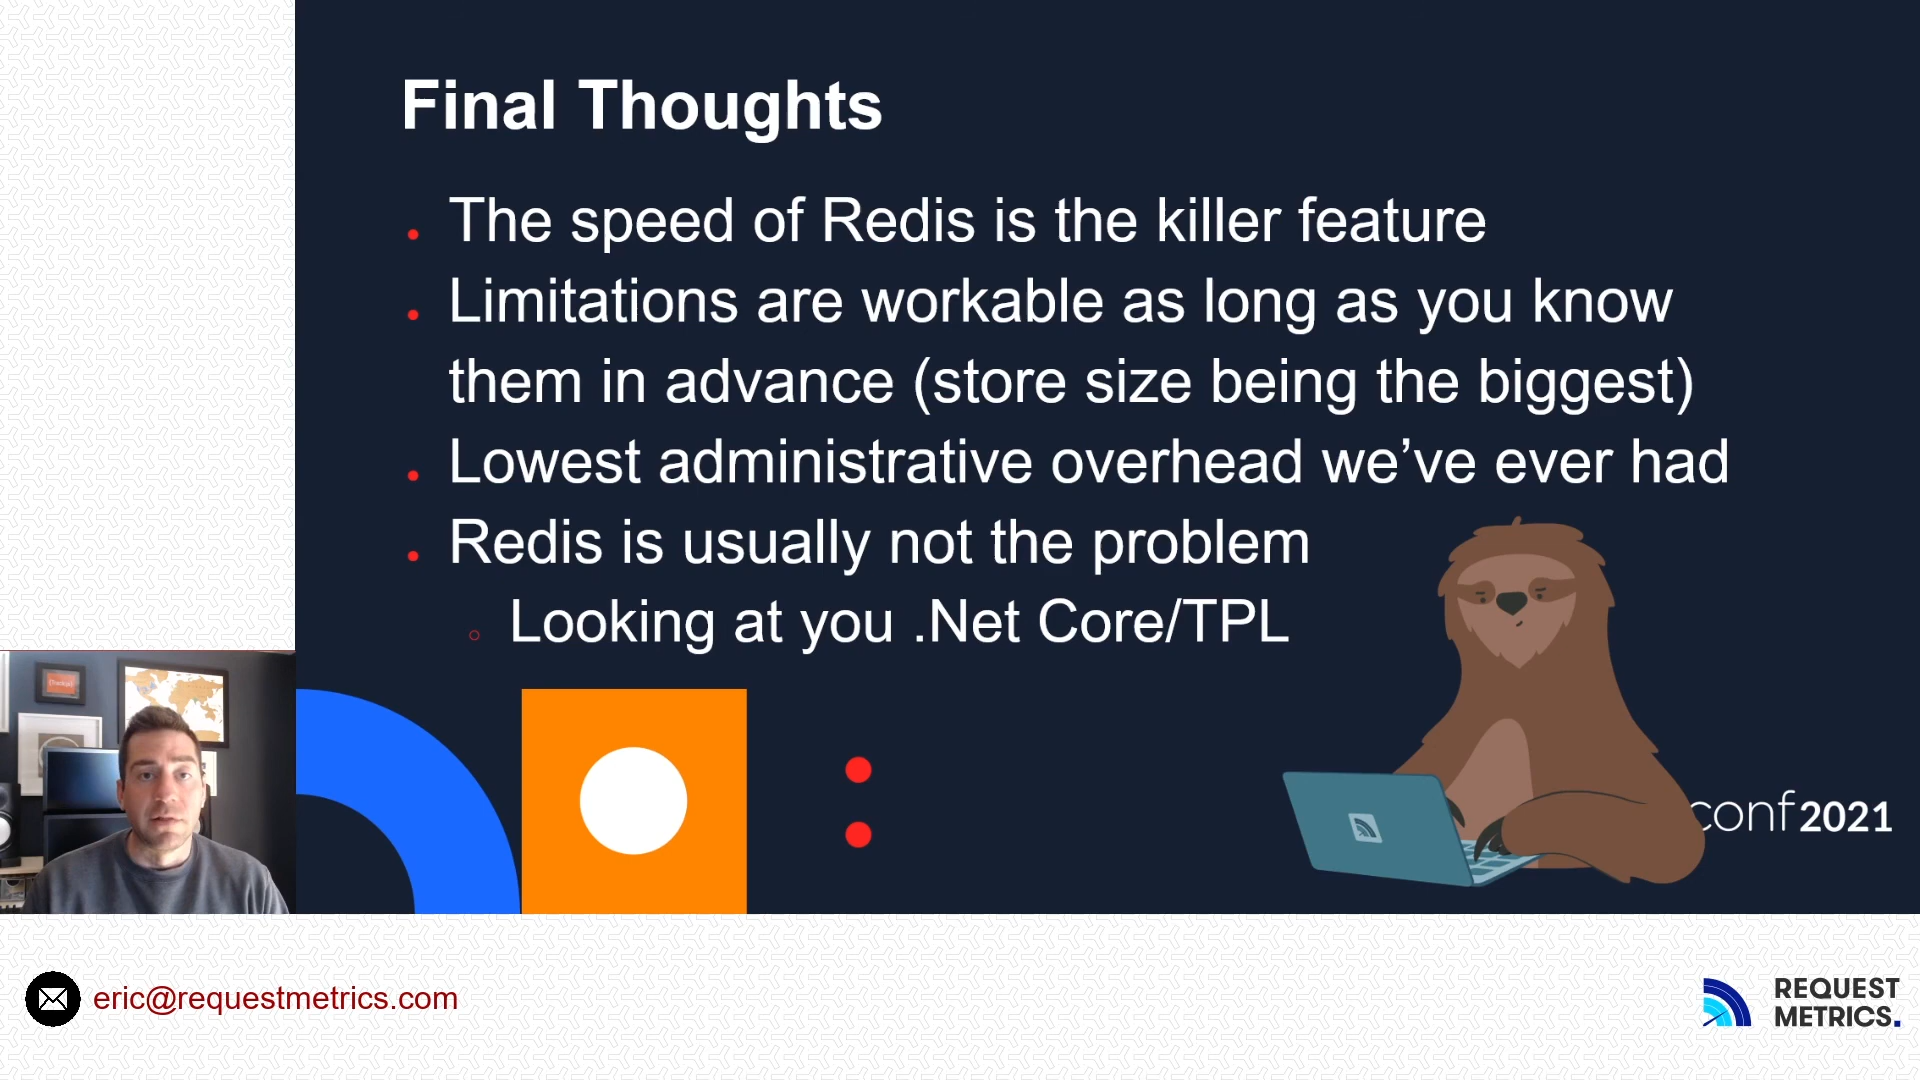 Final Thoughts
The speed of Redis is the killer feature
Limitations are workable as long as you know
them in advance (store size being the biggest)
Lowest administrative overhead we’ve ever had
Redis is usually not the problem
Looking at you .Net Core/TPL
conf2021
eric@requestmetrics.com
REQUEST
METRICS.